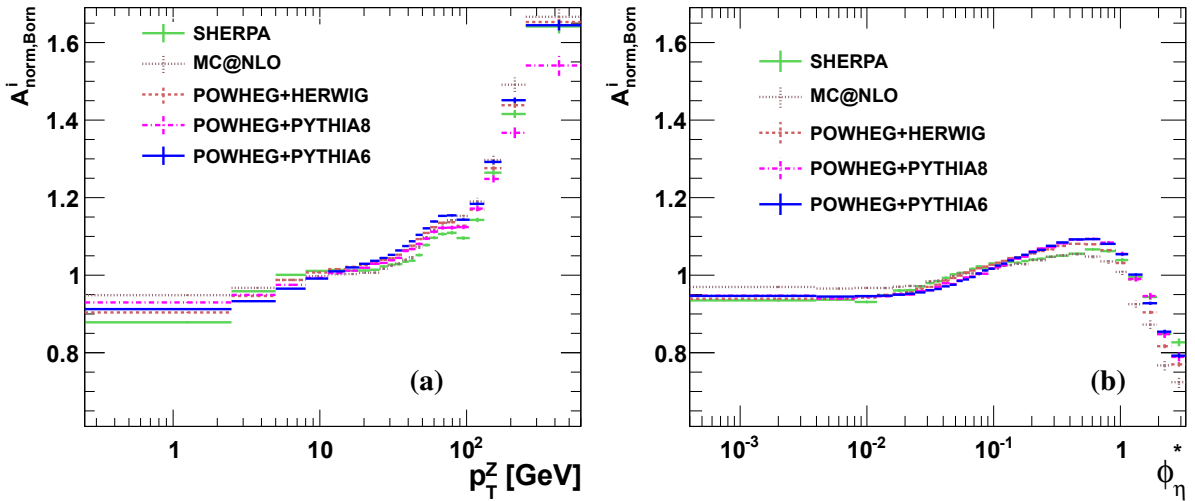 A^i_norm,Born
1.6
1.4
1.2
1
0.8
SHERPA
MC@NLO
POWHEG+HERWIG
POWHEG+PYTHIA8
POWHEG+PYTHIA6
(a)
1
10
10^2
p_T^Z [GeV]
A^i_norm,Born
1.6
1.4
1.2
1
0.8
SHERPA
MC@NLO
POWHEG+HERWIG
POWHEG+PYTHIA8
POWHEG+PYTHIA6
(b)
10^-3
10^-2
10^-1
1
ϕ_η^*